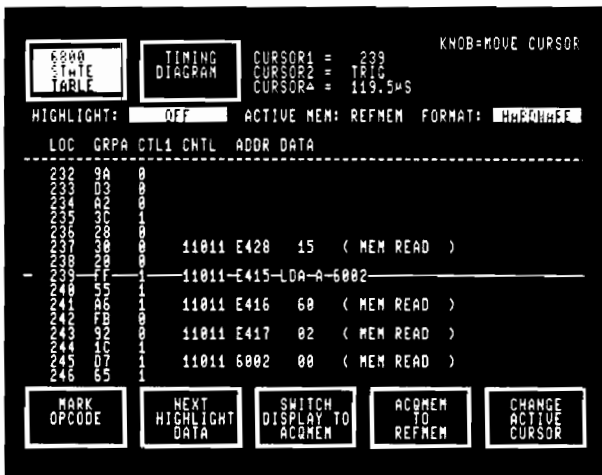 KNOB=MOVE CURSOR
6800 STATE TABLE
TIMING DIAGRAM
CURSOR1 = 239
CURSOR2 = TRIG
CURSOR▵ = 119.5µS
HIGHLIGHT: OFF ACTIVE MEM: REFMEM FORMAT: HARDWARE
LOC GRPA CTL1 CNTL ADDR DATA
232 9A 0
233 D3 0
234 A2 0
235 3C 1
236 28 0
237 30 0 11011 E428 15 ( MEM READ )
238 20 0
239 FF 1 11011 E415 LDA A 6002
240 55 1
241 A6 1 11011 E416 60 ( MEM READ )
242 FB 0
243 92 0 11011 E417 02 ( MEM READ )
244 1C 1
245 D7 1 11011 6002 00 ( MEM READ )
246 65 1
MARK OPCODE
NEXT HIGHLIGHT DATA
SWITCH DISPLAY TO ACQMEM
ACQMEM TO REFMEM
CHANGE ACTIVE CURSOR